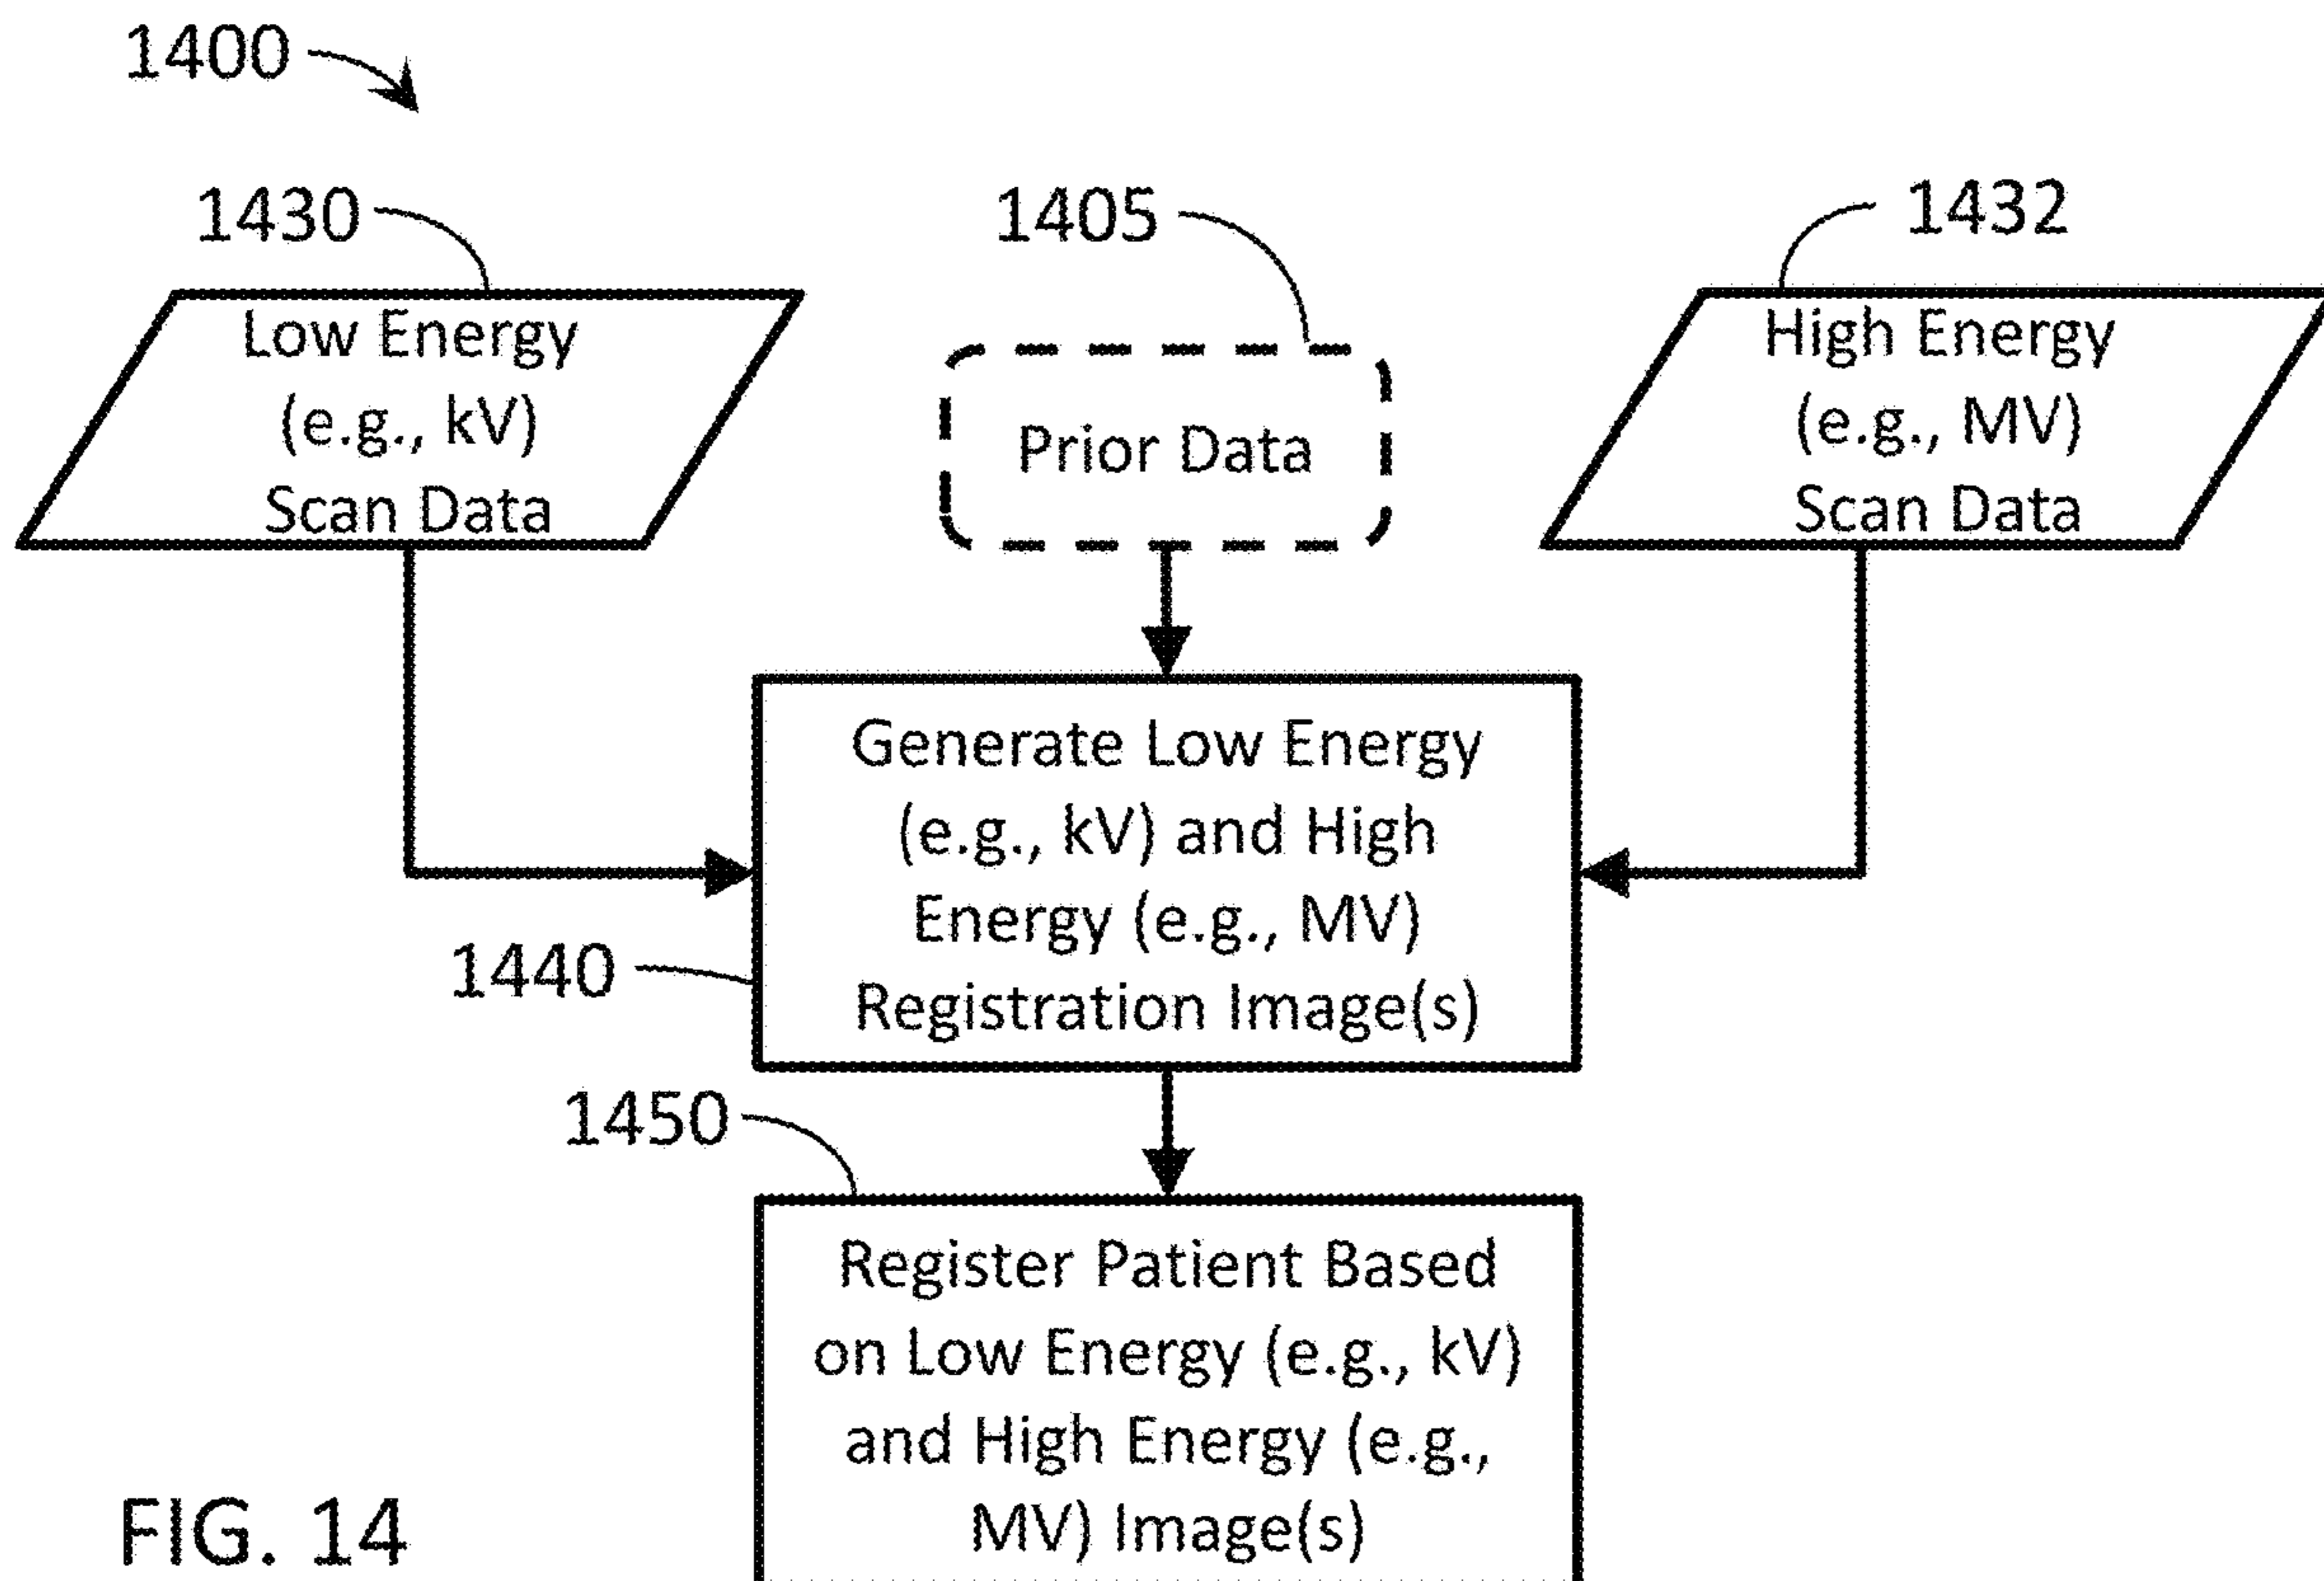 1400
1430
1405
1432
Low Energy
(e.g., kV)
Scan Data
Prior Data
High Energy
(e.g., MV)
Scan Data
Generate Low Energy
(e.g., kV) and High
Energy (e.g., MV)
Registration Image(s)
1440
1450
Register Patient Based
on Low Energy (e.g., kV)
and High Energy (e.g.,
MV) Image(s)
FIG. 14